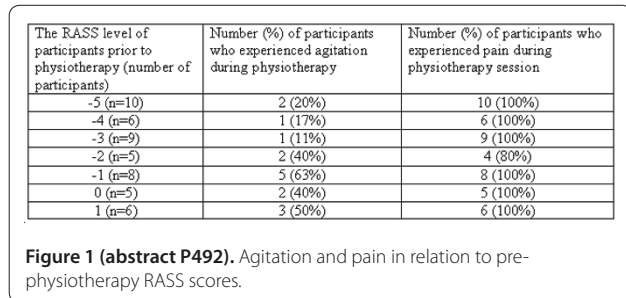 The RASS level of participants prior to physiotherapy (number of participants) Number (%) of participants who experienced agitation during physiotherapy Number (%) of participants who experienced pain during physiotherapy session
-5 (n=10) 2 (20%) 10 (100%)
-4 (n=6) 1 (17%) 6 (100%)
-3 (n=9) 1 (11%) 9 (100%)
-2 (n=5) 2 (40%) 4 (80%)
-1 (n=8) 5 (63%) 8 (100%)
0 (n=5) 2 (40%) 5 (100%)
1 (n=6) 3 (50%) 6 (100%)
Figure 1 (abstract P492). Agitation and pain in relation to pre-
physiotherapy RASS scores.